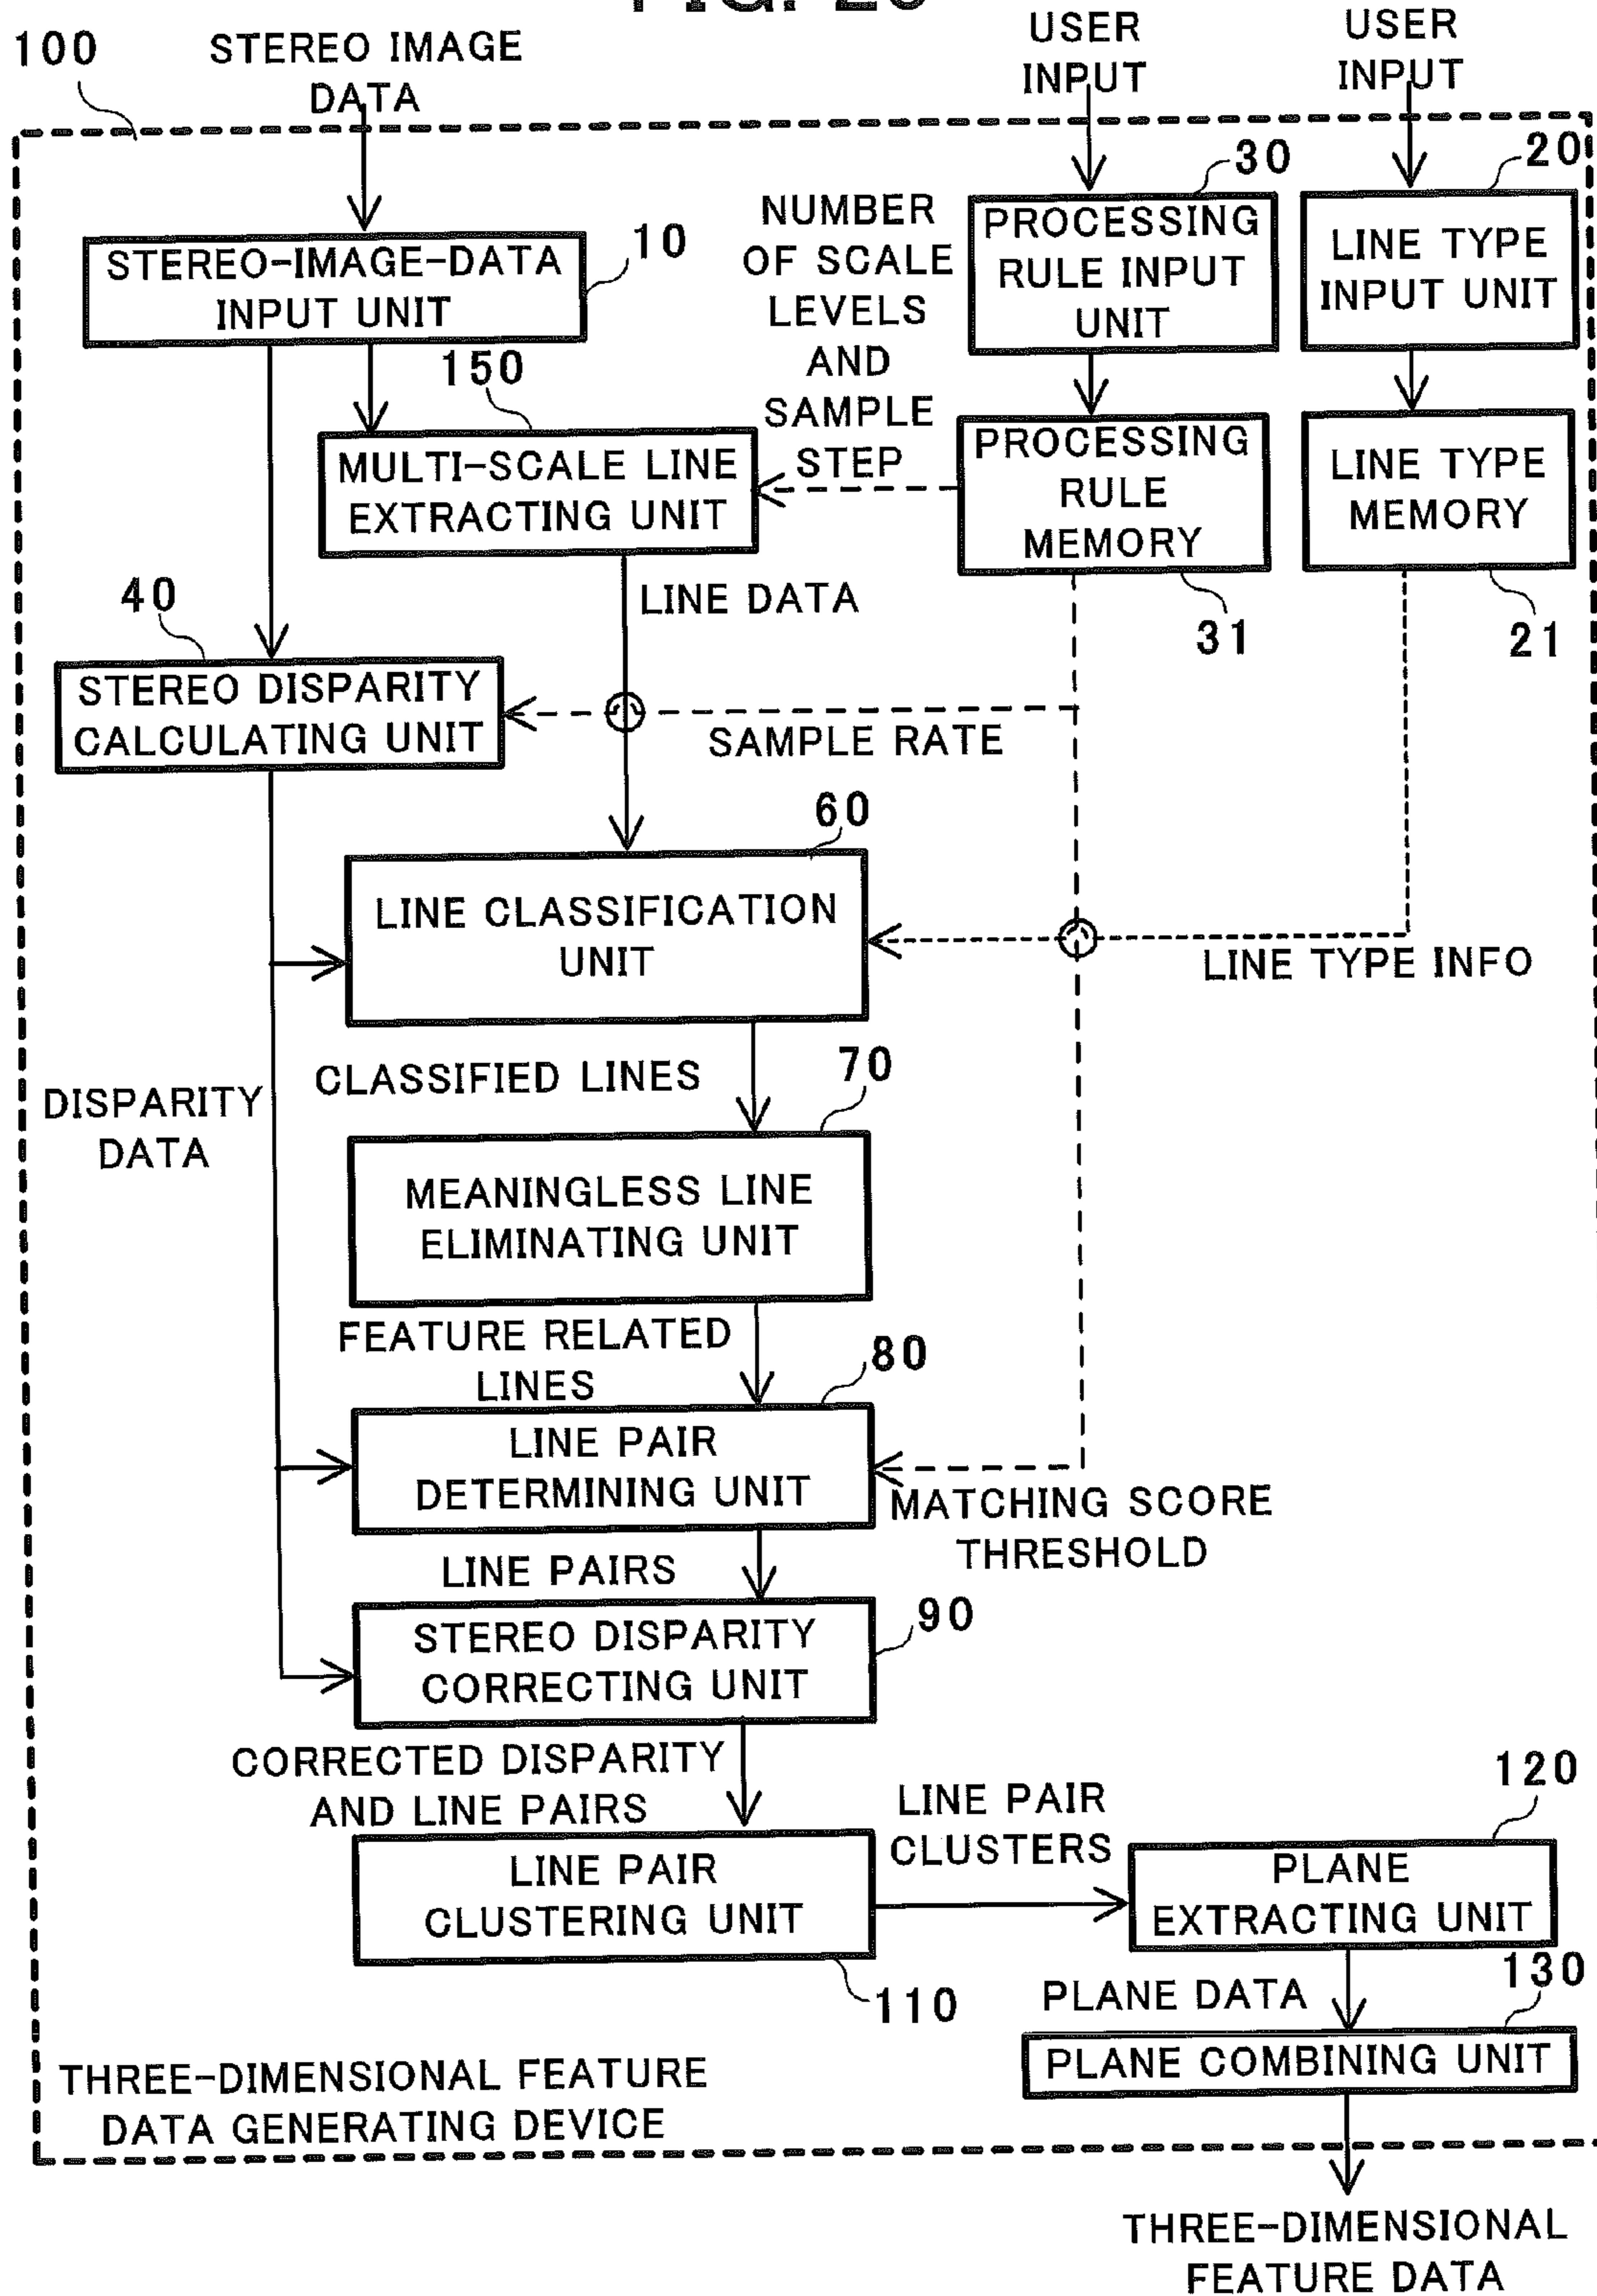 FIG.
100
STEREO IMAGE
DATA
USER
INPUT
USER
INPUT
STEREO-IMAGE-DATA
INPUT UNIT
10
NUMBER
OF SCALE
LEVELS
AND
SAMPLE
STEP
30
PROCESSING
RULE INPUT
UNIT
20
LINE TYPE
INPUT UNIT
150
MULTI-SCALE LINE
EXTRACTING UNIT
PROCESSING
RULE
MEMORY
31
LINE TYPE
MEMORY
21
LINE DATA
40
STEREO DISPARITY
CALCULATING UNIT
SAMPLE RATE
60
LINE CLASSIFICATION
UNIT
LINE TYPE INFO
CLASSIFIED LINES
70
DISPARITY
DATA
MEANINGLESS LINE
ELIMINATING UNIT
FEATURE RELATED
LINES
80
LINE PAIR
DETERMINING UNIT
MATCHING SCORE
THRESHOLD
LINE PAIRS
90
STEREO DISPARITY
CORRECTING UNIT
CORRECTED DISPARITY
AND LINE PAIRS
LINE PAIR
CLUSTERS
120
LINE PAIR
CLUSTERING UNIT
110
PLANE
EXTRACTING UNIT
PLANE DATA
130
PLANE COMBINING UNIT
THREE-DIMENSIONAL FEATURE
DATA GENERATING DEVICE
THREE-DIMENSIONAL
FEATURE DATA